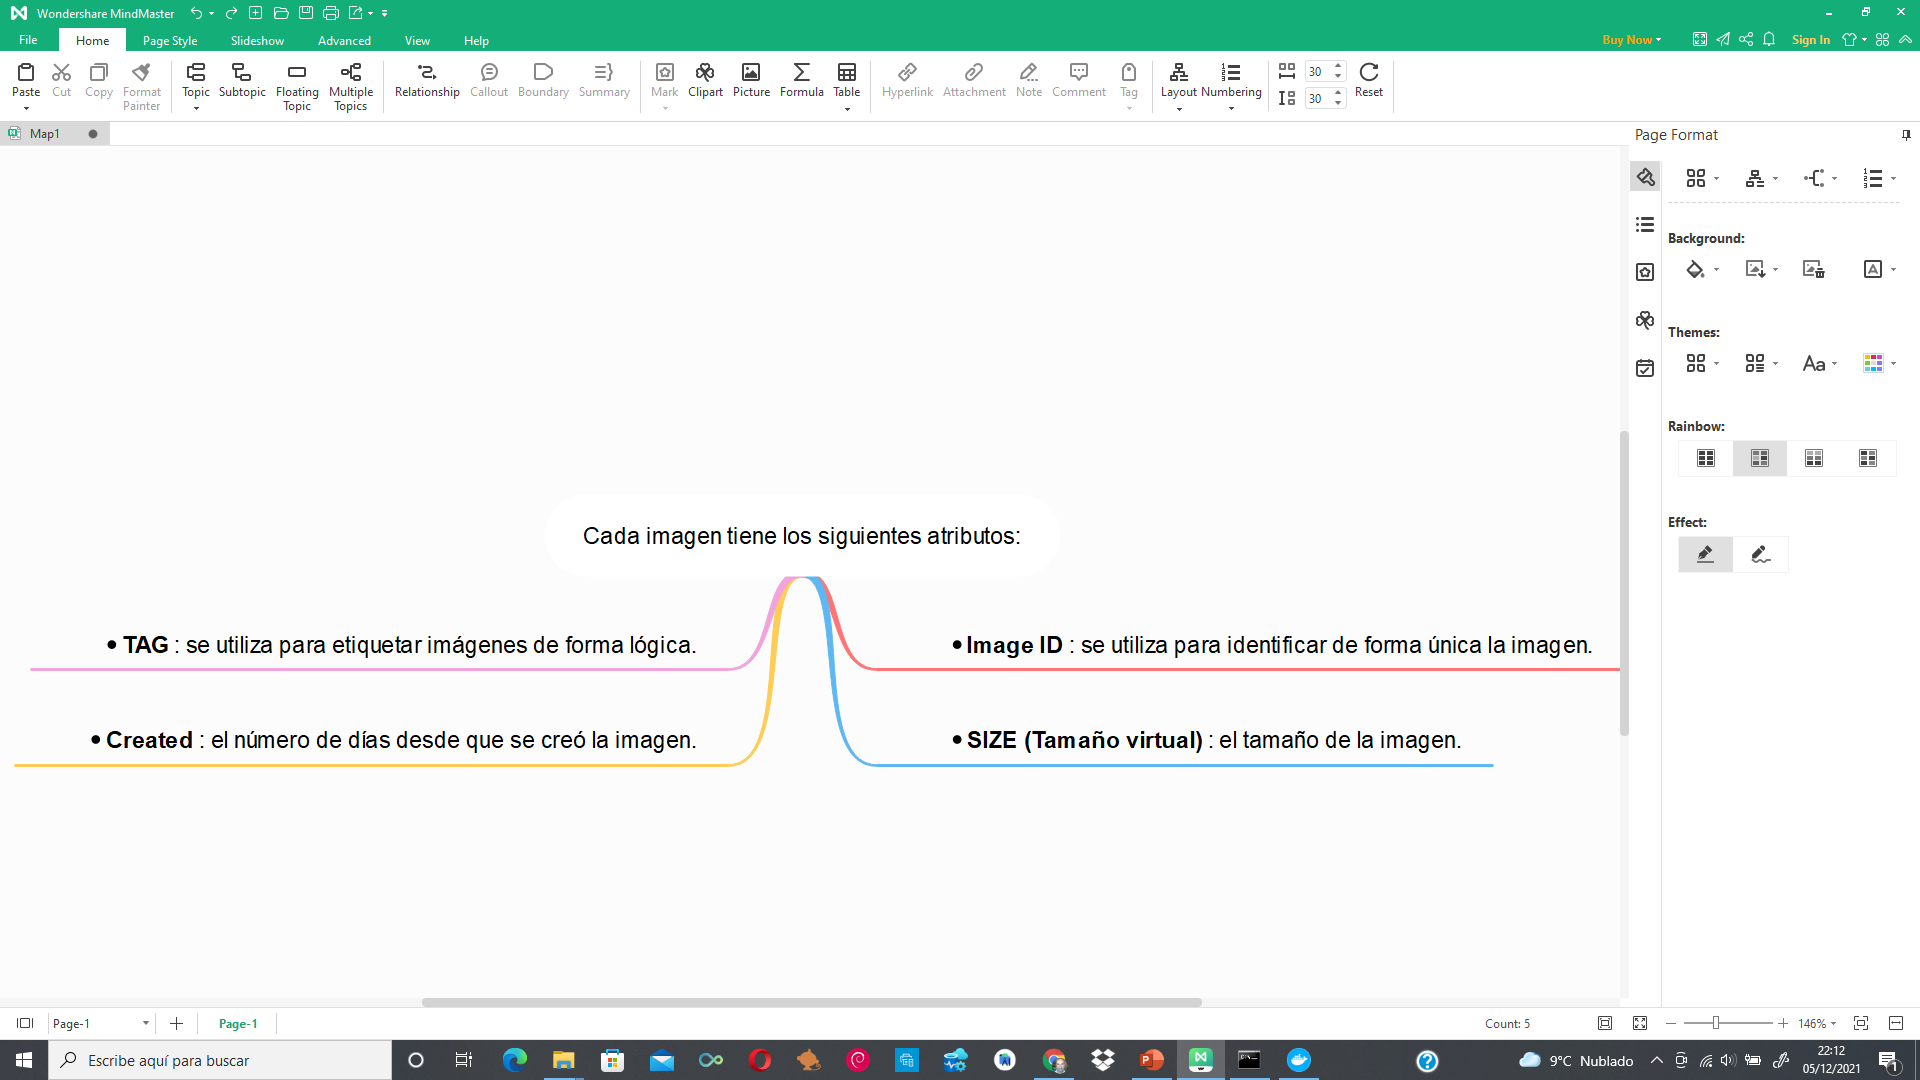 Wondershare MindMaster
File Home Page Style Slideshow Advanced View Help
Buy Now Sign In
Paste Cut Copy Format Painter
Topic Subtopic Floating Topic Multiple Topics
Relationship Callout Boundary Summary
Mark Clipart Picture Formula Table
Hyperlink Attachment Note Comment Tag
Layout Numbering
30
30
Reset
Map1
Page Format
Background:
Themes:
Aa
Rainbow:
Effect:
Cada imagen tiene los siguientes atributos:
• TAG : se utiliza para etiquetar imágenes de forma lógica.
• Image ID : se utiliza para identificar de forma única la imagen.
• Created : el número de días desde que se creó la imagen.
• SIZE (Tamaño virtual) : el tamaño de la imagen.
Page-1 Page-1 Count: 5 146%
Escribe aquí para buscar
9°C Nublado
22:12
05/12/2021
1